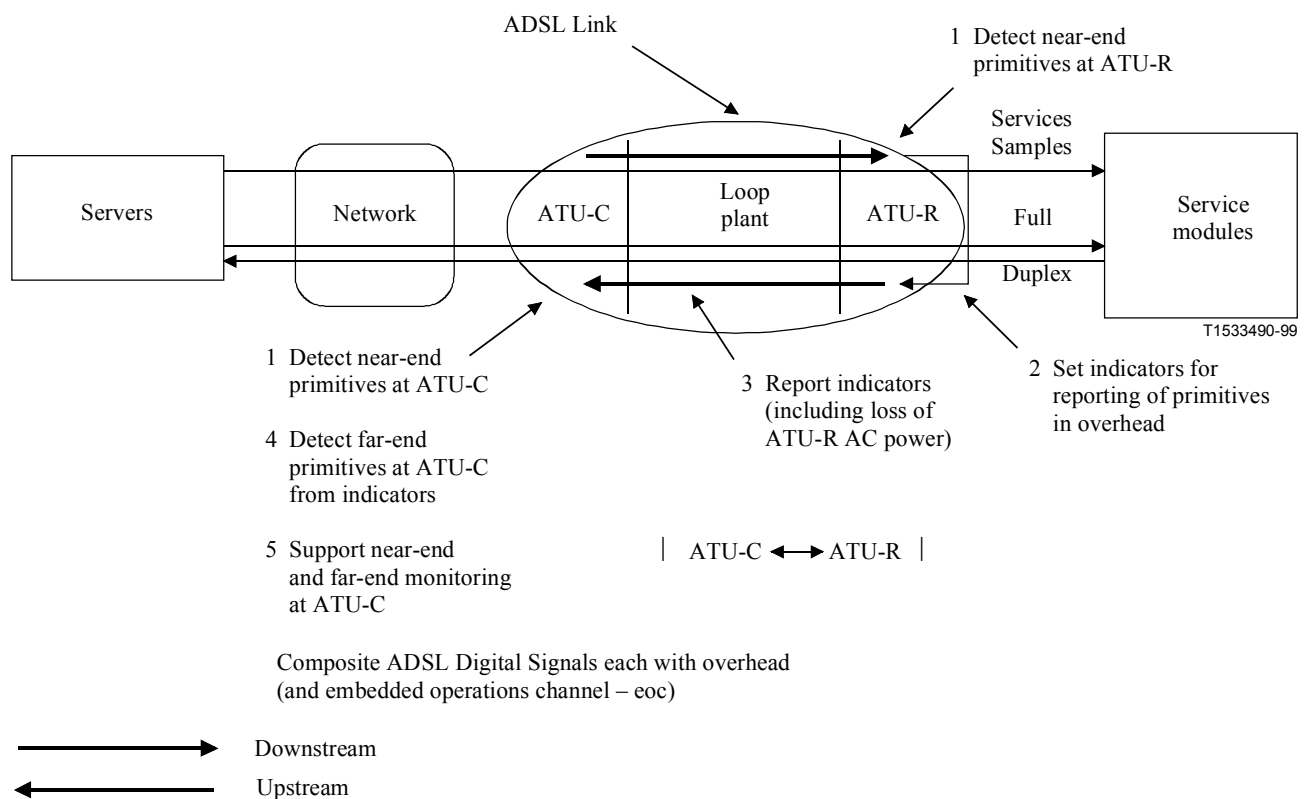 ADSL Link
1 Detect near-end
primitives at ATU-R
Services
Samples
Servers
Network
ATU-C
Loop
plant
ATU-R
Full
Duplex
Service
modules
T1533490-99
1 Detect near-end
primitives at ATU-C
4 Detect far-end
primitives at ATU-C
from indicators
5 Support near-end
and far-end monitoring
at ATU-C
3 Report indicators
(including loss of
ATU-R AC power)
2 Set indicators for
reporting of primitives
in overhead
ATU-C ATU-R
Composite ADSL Digital Signals each with overhead
(and embedded operations channel – eoc)
Downstream
Upstream